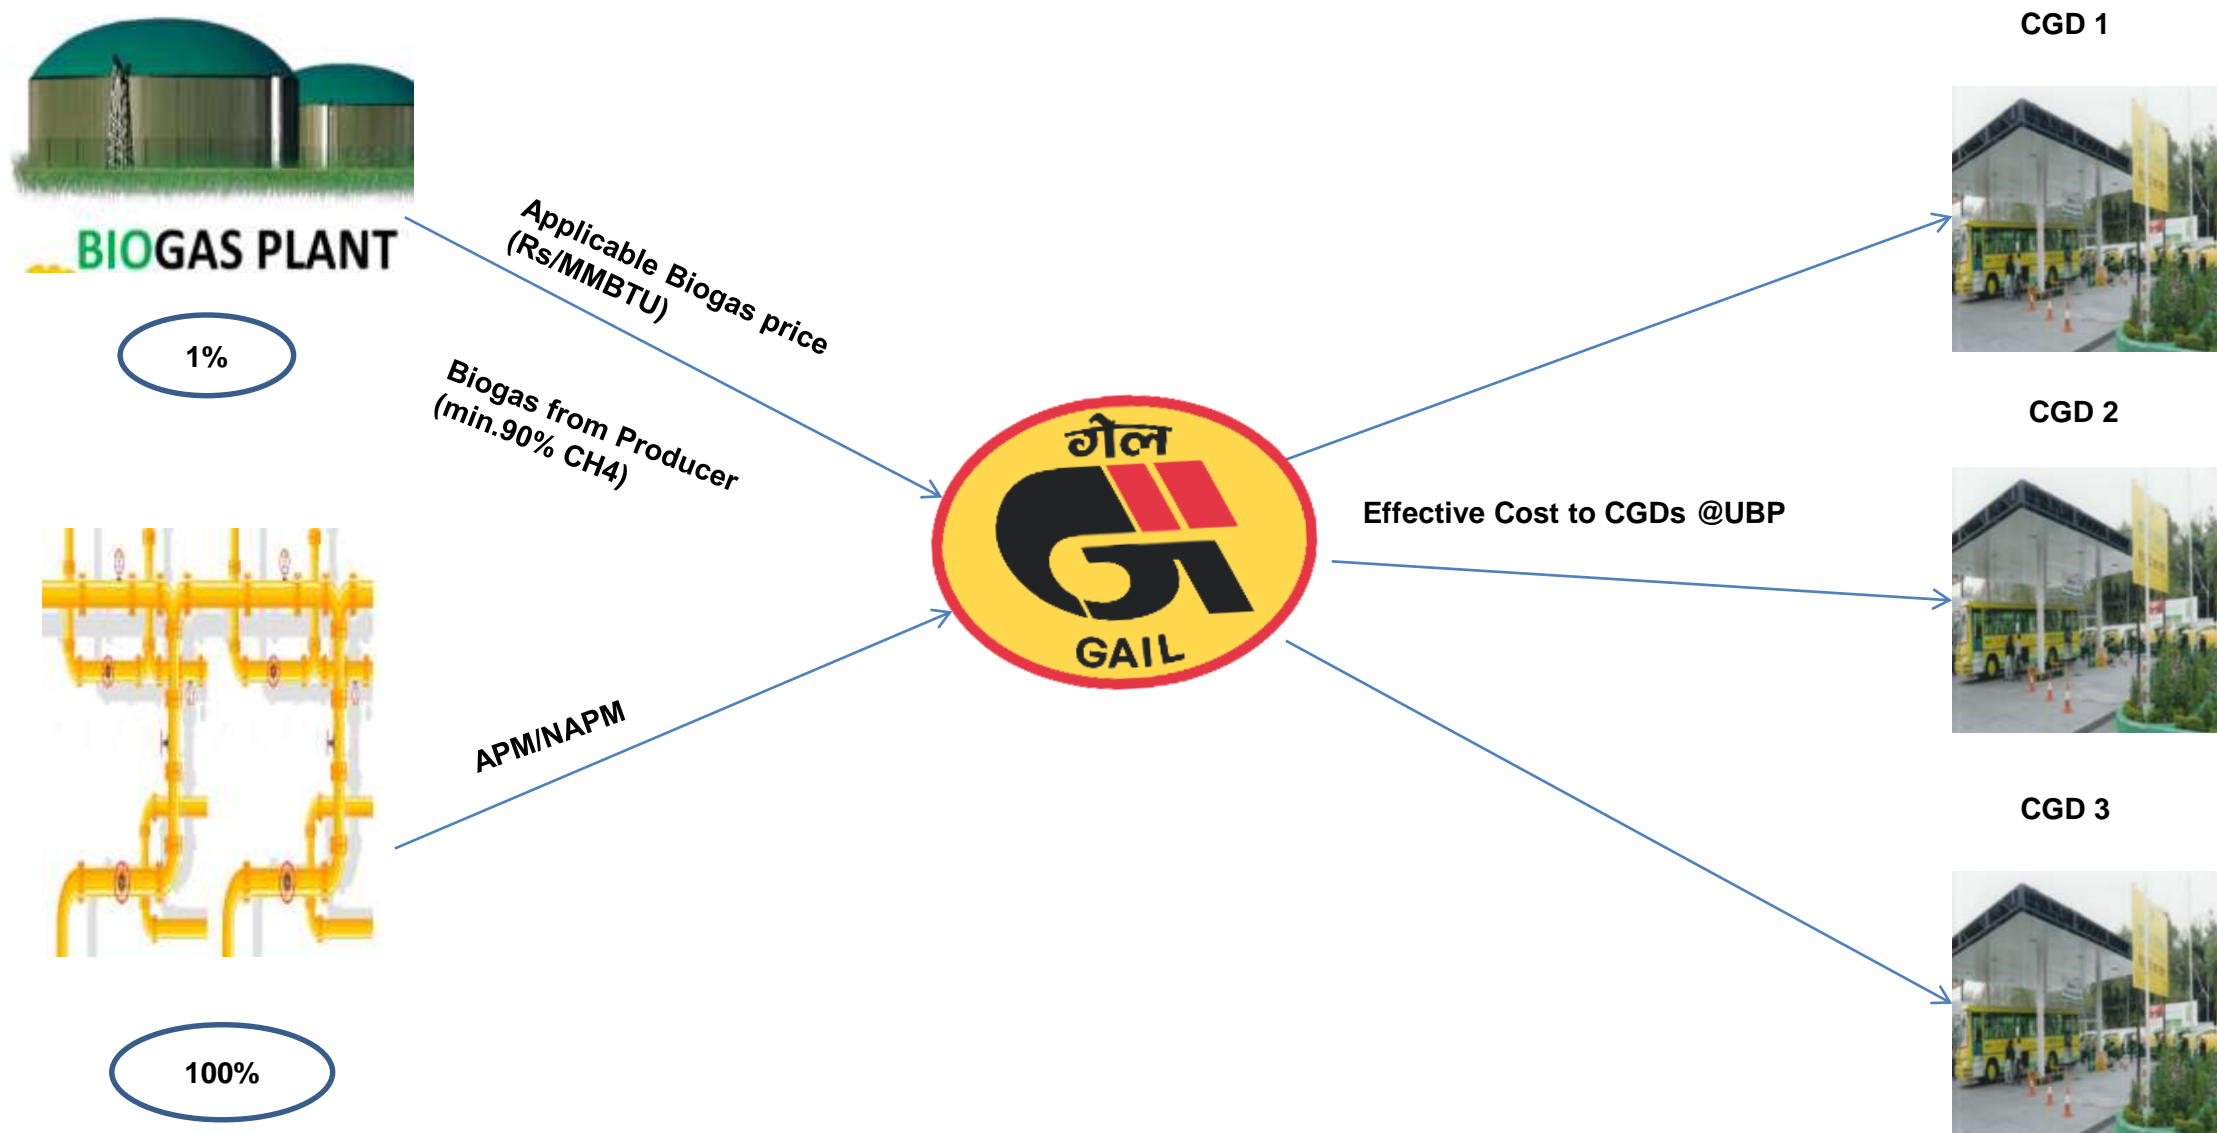 CGD 1
BIOGAS PLANT
1%
Applicable Biogas price
(Rs/MMBTU)
Biogas from Producer
(min.90% CH4)
गेल
GAIL
CGD 2
Effective Cost to CGDs @UBP
APM/NAPM
CGD 3
100%